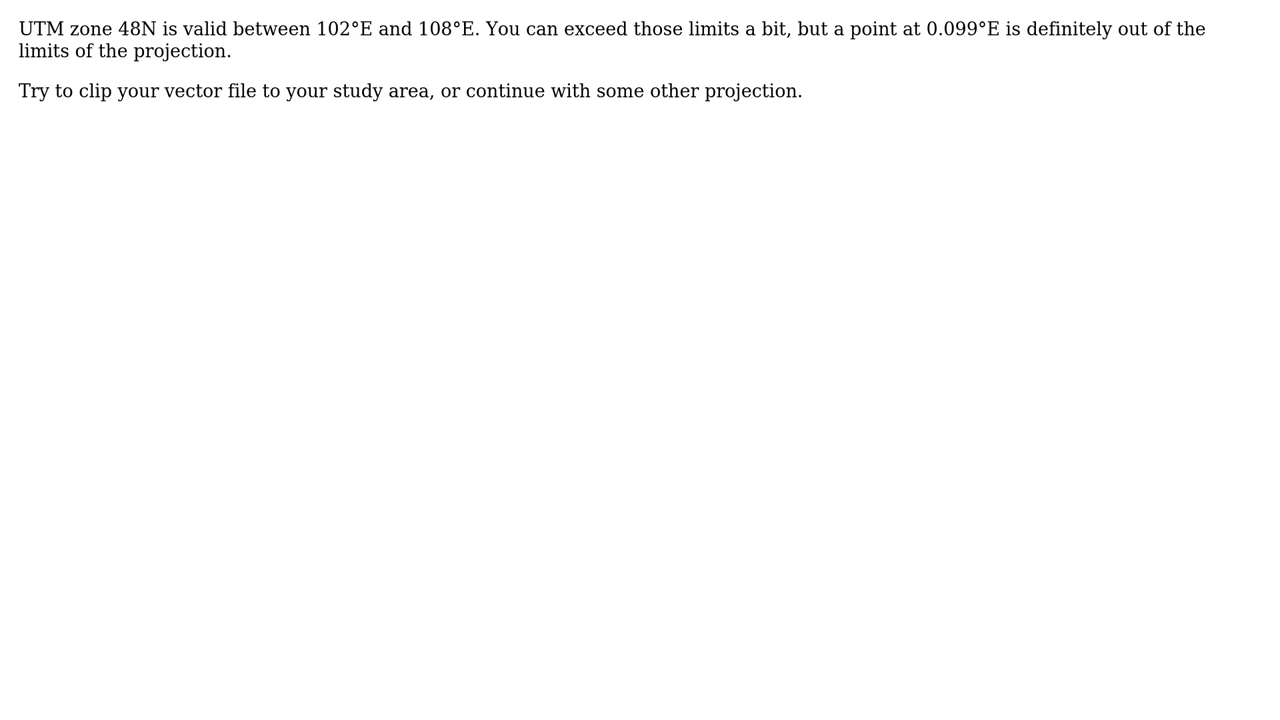 UTM zone 48N is valid between 102°E and 108°E. You can exceed those limits a bit, but a point at 0.099°E is definitely out of the
limits of the projection.
Try to clip your vector file to your study area, or continue with some other projection.